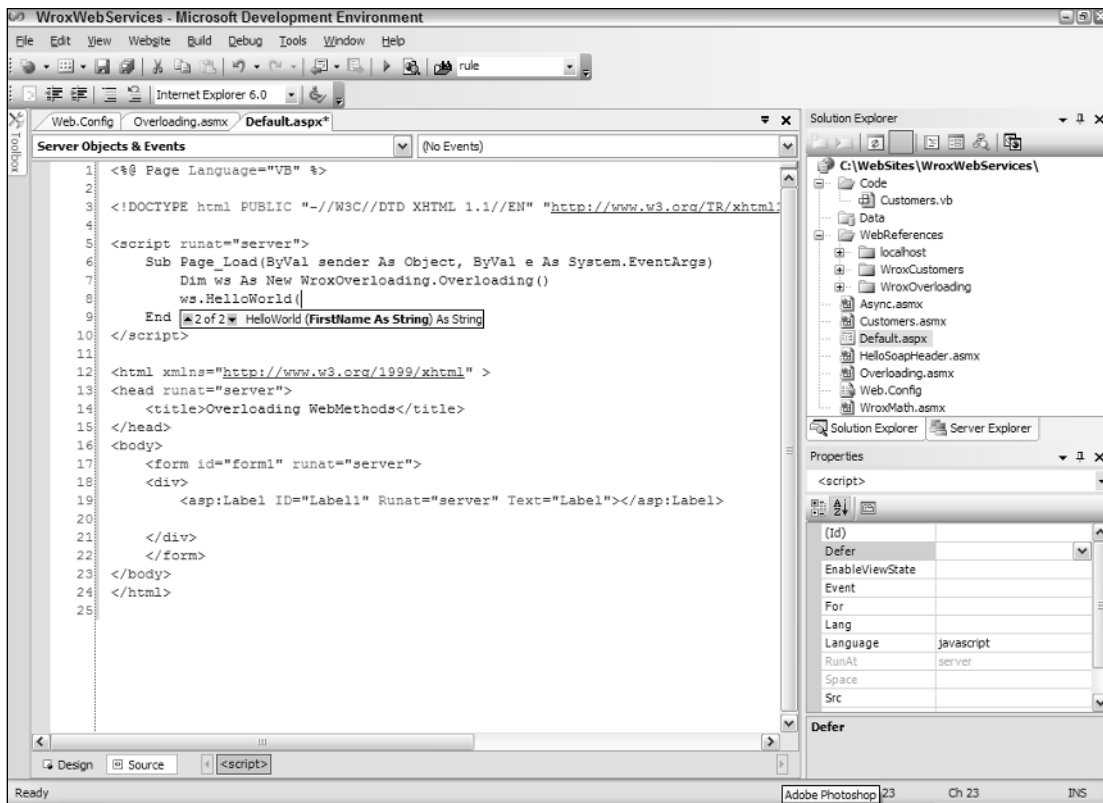 WroxWebServices - Microsoft Development Environment
File Edit View Website Build Debug Tools Window Help
rule
Internet Explorer 6.0
Toolbox
Web.Config Overloading.asmx Default.aspx*
Server Objects & Events (No Events)
1 <%@ Page Language="VB" %>
2
3 <!DOCTYPE html PUBLIC "-//W3C//DTD XHTML 1.1//EN" "http://www.w3.org/TR/xhtml1
4
5 <script runat="server">
6 Sub Page_Load(ByVal sender As Object, ByVal e As System.EventArgs)
7 Dim ws As New WroxOverloading.Overloading()
8 ws.HelloWorld(
9 End
2 of 2 HelloWorld (FirstName As String) As String
10 </script>
11
12 <html xmlns="http://www.w3.org/1999/xhtml" >
13 <head runat="server">
14 <title>Overloading WebMethods</title>
15 </head>
16 <body>
17 <form id="form1" runat="server">
18 <div>
19 <asp:Label ID="Label1" Runat="server" Text="Label"></asp:Label>
20
21 </div>
22 </form>
23 </body>
24 </html>
25
Design Source <script>
Solution Explorer
C:\WebSites\WroxWebServices\
Code
Customers.vb
Data
WebReferences
localhost
WroxCustomers
WroxOverloading
Async.asmx
Customers.asmx
Default.aspx
HelloSoapHeader.asmx
Overloading.asmx
Web.Config
WroxMath.asmx
Solution Explorer Server Explorer
Properties
<script>
(Id)
Defer
EnableViewState
Event
For
Lang
Language javascript
RunAt server
Space
Src
Defer
Ready Adobe Photoshop 23 Ch 23 INS